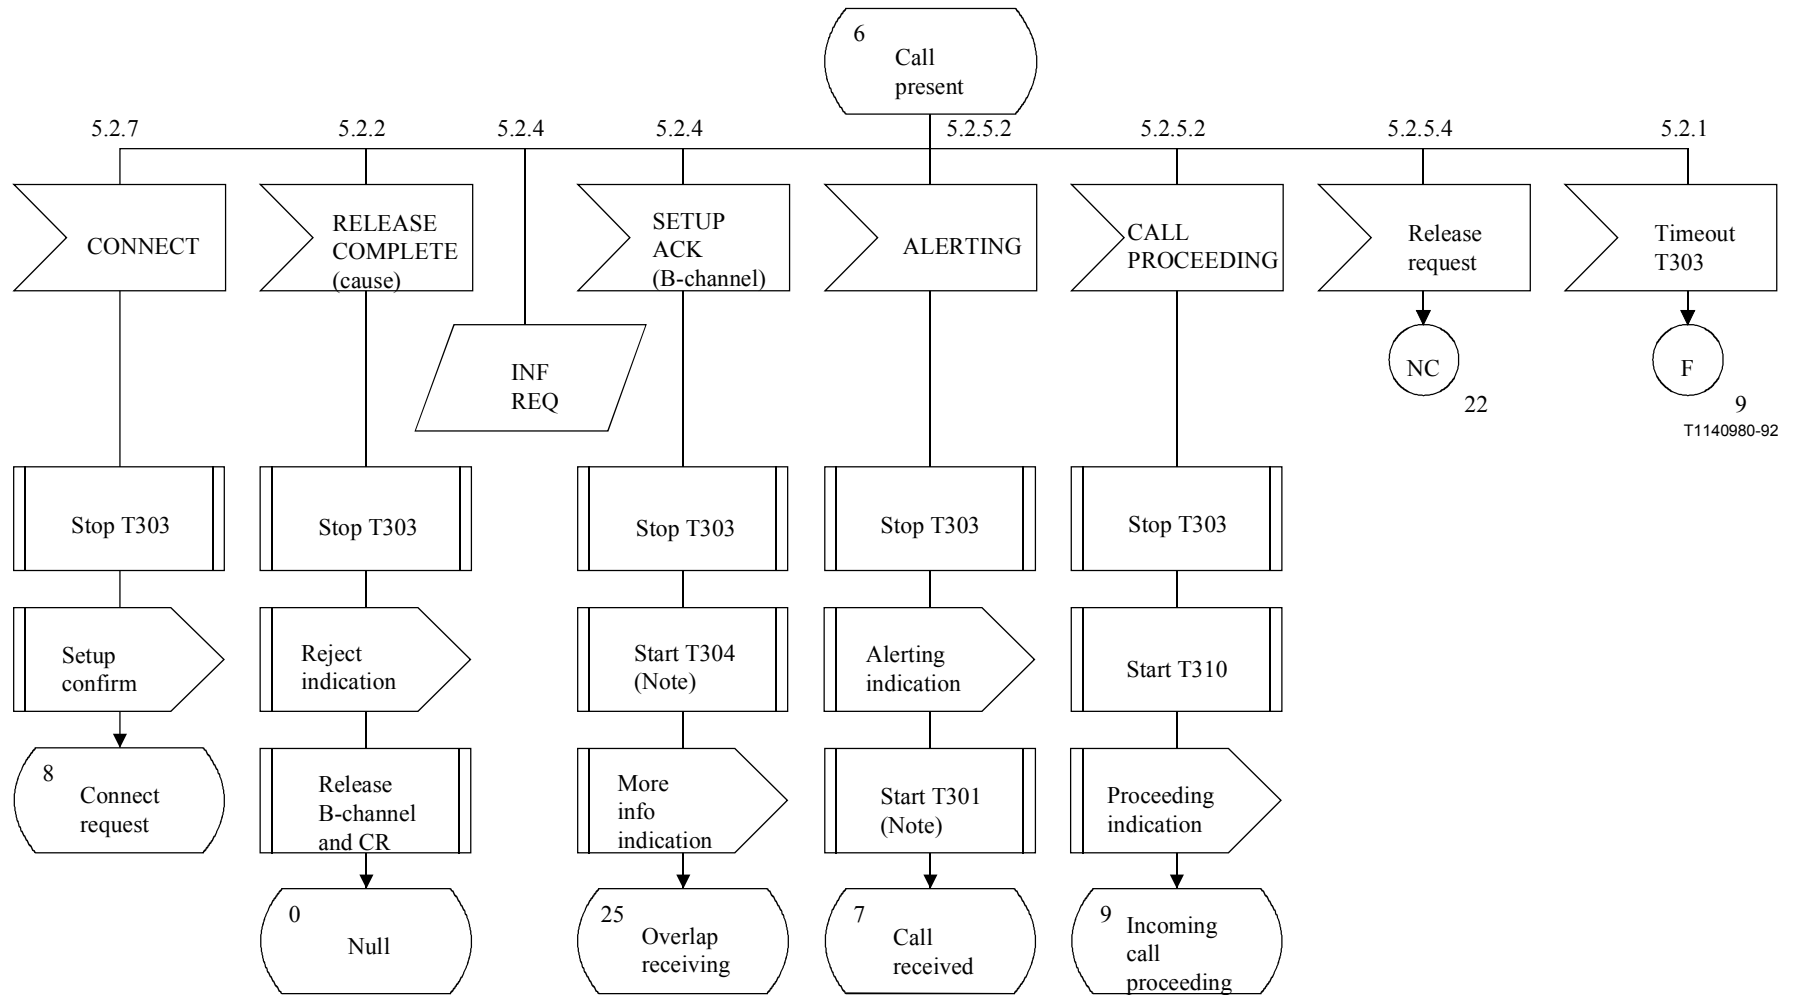 6
Call
present
5.2.7
5.2.2
5.2.4
5.2.4
5.2.5.2
5.2.5.2
5.2.5.4
5.2.1
CONNECT
RELEASE
COMPLETE
(cause)
SETUP
ACK
(B-channel)
ALERTING
CALL
PROCEEDING
Release
request
Timeout
T303
INF
REQ
NC
22
F
9
T1140980-92
Stop T303
Stop T303
Stop T303
Stop T303
Stop T303
Setup
confirm
Reject
indication
Start T304
(Note)
Alerting
indication
Start T310
8
Connect
request
Release
B-channel
and CR
More
info
indication
Start T301
(Note)
Proceeding
indication
0
Null
25
Overlap
receiving
7
Call
received
9
Incoming
call
proceeding